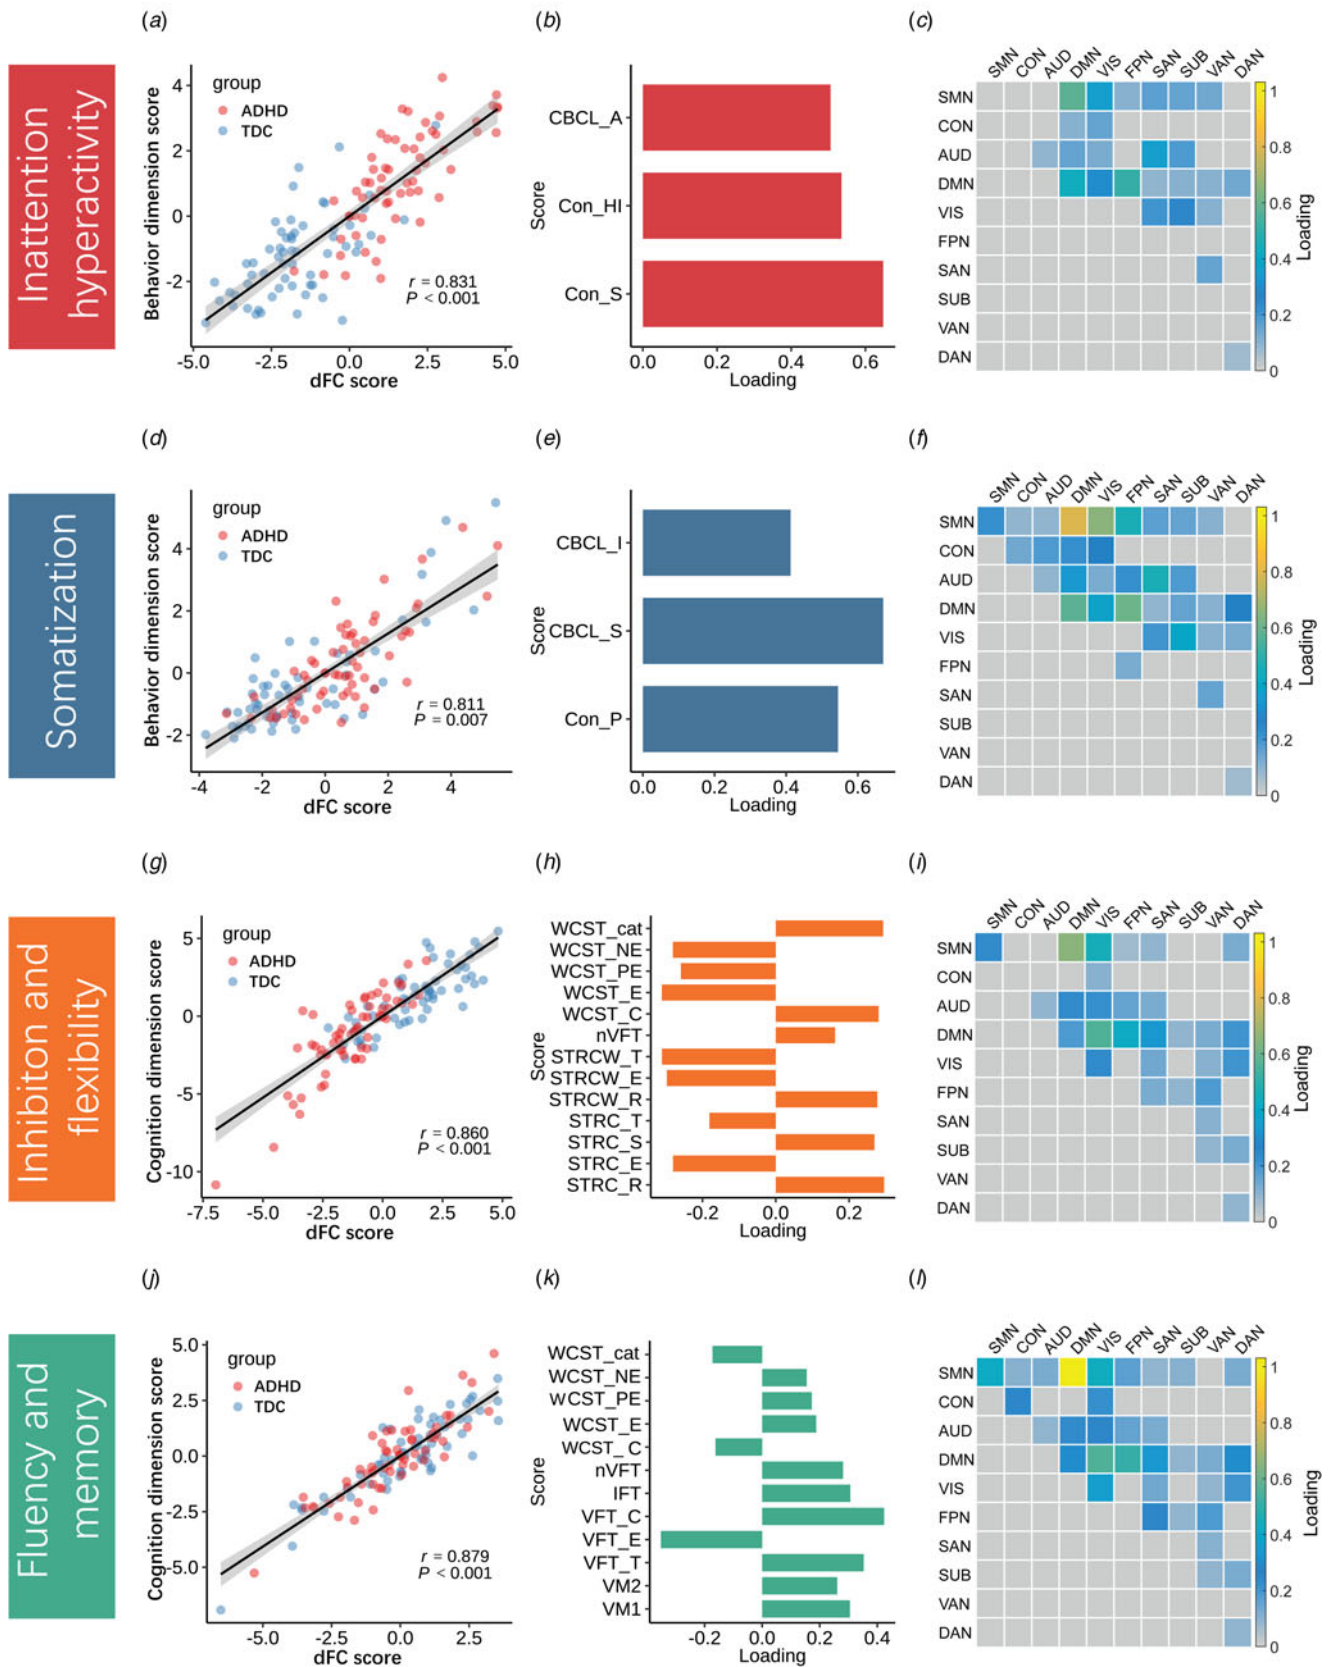 (a)
(b)
(c)
Inattention
hyperactivity
Behavior dimension score
4
2
0
-2
group
ADHD
TDC
r = 0.831
P < 0.001
-5.0 -2.5 0.0 2.5 5.0
dFC score
Score
CBCL_A
Con_HI
Con_S
0.0 0.2 0.4 0.6
Loading
SMN CON AUD DMN VIS FPN SAN SUB VAN DAN
SMN
CON
AUD
DMN
VIS
FPN
SAN
SUB
VAN
DAN
1
0.8
0.6
0.4
0.2
0
Loading
(d)
(e)
(f)
Somatization
Behavior dimension score
4
2
0
-2
group
ADHD
TDC
r = 0.811
P = 0.007
-4 -2 0 2 4
dFC score
Score
CBCL_I
CBCL_S
Con_P
0.0 0.2 0.4 0.6
Loading
SMN CON AUD DMN VIS FPN SAN SUB VAN DAN
SMN
CON
AUD
DMN
VIS
FPN
SAN
SUB
VAN
DAN
1
0.8
0.6
0.4
0.2
0
Loading
(g)
(h)
(i)
Inhibiton and
flexibility
Cognition dimension score
5
0
-5
-10
group
ADHD
TDC
r = 0.860
P < 0.001
-7.5 -5.0 -2.5 0.0 2.5 5.0
dFC score
Score
WCST_cat
WCST_NE
WCST_PE
WCST_E
WCST_C
nVFT
STRCW_T
STRCW_E
STRCW_R
STRC_T
STRC_S
STRC_E
STRC_R
-0.2 0.0 0.2
Loading
SMN CON AUD DMN VIS FPN SAN SUB VAN DAN
SMN
CON
AUD
DMN
VIS
FPN
SAN
SUB
VAN
DAN
1
0.8
0.6
0.4
0.2
0
Loading
(j)
(k)
(l)
Fluency and
memory
Cognition dimension score
5.0
2.5
0.0
-2.5
-5.0
group
ADHD
TDC
r = 0.879
P < 0.001
-5.0 -2.5 0.0 2.5
dFC score
Score
WCST_cat
WCST_NE
WCST_PE
WCST_E
WCST_C
nVFT
IFT
VFT_C
VFT_E
VFT_T
VM2
VM1
-0.2 0.0 0.2 0.4
Loading
SMN CON AUD DMN VIS FPN SAN SUB VAN DAN
SMN
CON
AUD
DMN
VIS
FPN
SAN
SUB
VAN
DAN
1
0.8
0.6
0.4
0.2
0
Loading